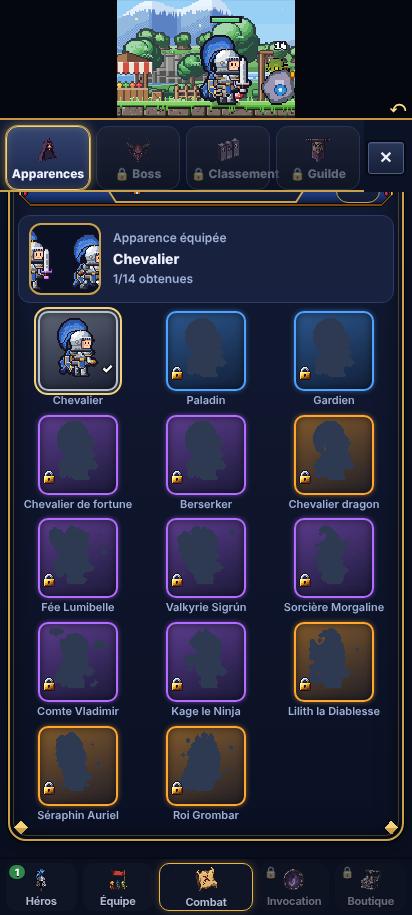 14
Apparences
Boss
Classement
Guilde
✕
Apparence équipée
Chevalier
1/14 obtenues
Chevalier
Paladin
Gardien
Chevalier de fortune
Berserker
Chevalier dragon
Fée Lumibelle
Valkyrie Sigrún
Sorcière Morgaline
Comte Vladimir
Kage le Ninja
Lilith la Diablesse
Séraphin Auriel
Roi Grombar
1
Héros
Équipe
Combat
Invocation
Boutique